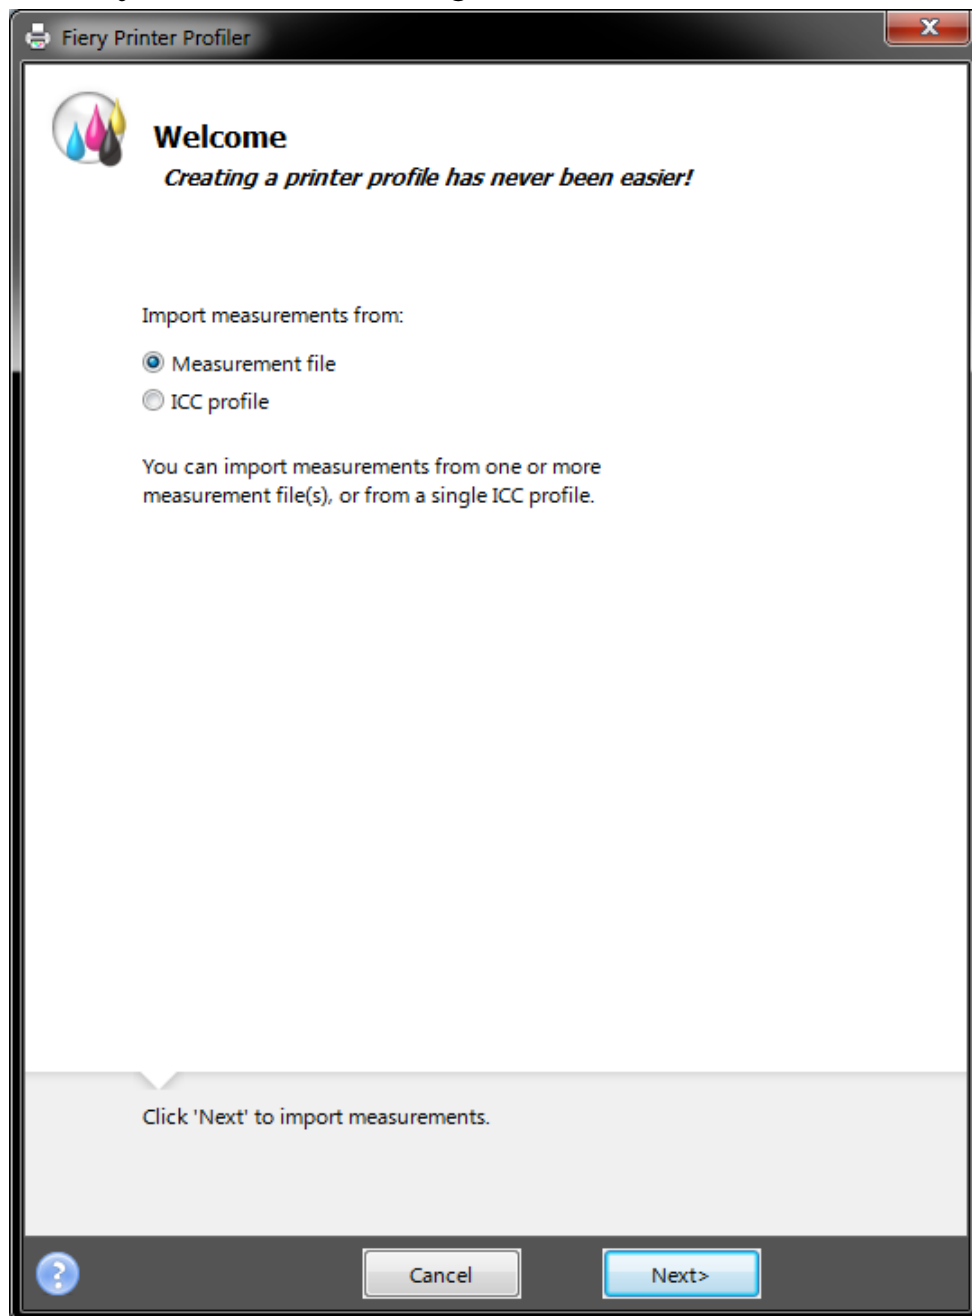 Fiery Printer Profiler
X
Welcome
Creating a printer profile has never been easier!
Import measurements from:
Measurement file
ICC profile
You can import measurements from one or more
measurement file(s), or from a single ICC profile.
Click 'Next' to import measurements.
?
Cancel
Next>